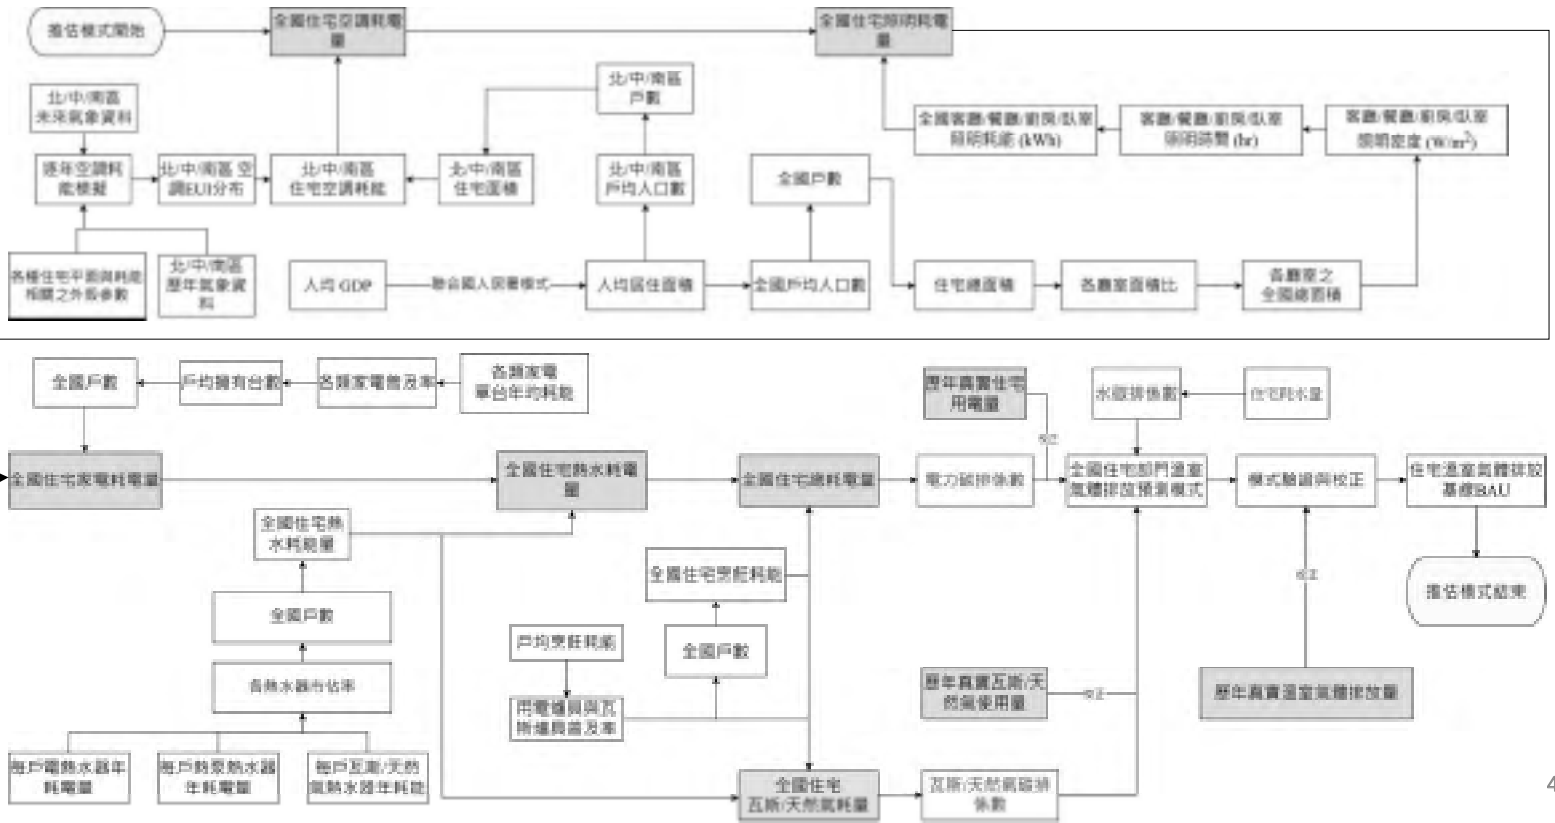 推估模式開始
全國住宅空調耗電
量
全國住宅照明耗電
量
北/中/南區
未來氣象資料
北/中/南區
戶數
全國客廳/餐廳/廚房/臥室
照明耗能 (kWh)
客廳/餐廳/廚房/臥室
照明時間 (hr)
客廳/餐廳/廚房/臥室
照明密度 (W/m²)
逐年空調耗
能模擬
北/中/南區 空
調EUI分布
北/中/南區
住宅空調耗能
北/中/南區
住宅面積
北/中/南區
戶均人口數
全國戶數
各種住宅平面與耗能
相關之外殼參數
北/中/南區
歷年氣象資
料
人均 GDP
聯合國人居署模式
人均居住面積
全國戶均人口數
住宅總面積
各廳室面積比
各廳室之
全國總面積
全國戶數
戶均擁有台數
各類家電普及率
各類家電
單台年均耗能
歷年真實住宅
用電量
水碳排係數
住宅耗水量
校正
全國住宅家電耗電量
全國住宅熱水耗電
量
全國住宅總耗電量
電力碳排係數
全國住宅部門溫室
氣體排放預測模式
模式驗證與校正
住宅溫室氣體排放
基線BAU
全國住宅熱
水耗能量
全國住宅烹飪耗能
校正
推估模式結束
全國戶數
戶均烹飪耗能
全國戶數
各熱水器市佔率
用電爐具與瓦
斯爐具普及率
歷年真實瓦斯/天
然氣使用量
校正
歷年真實溫室氣體排放量
每戶電熱水器年
耗電量
每戶熱泵熱水器
年耗電量
每戶瓦斯/天然
氣熱水器年耗能
全國住宅
瓦斯/天然氣耗量
瓦斯/天然氣碳排
係數
4